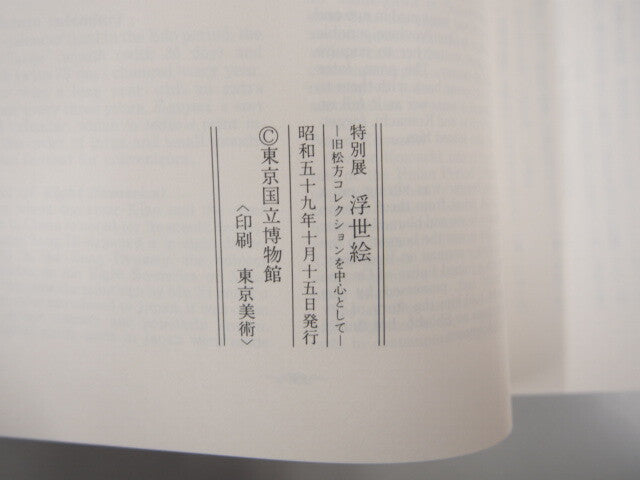 特別展　浮世絵
―旧松方コレクションを中心として―
昭和五十九年十月十五日発行
©東京国立博物館
〈印刷　東京美術〉